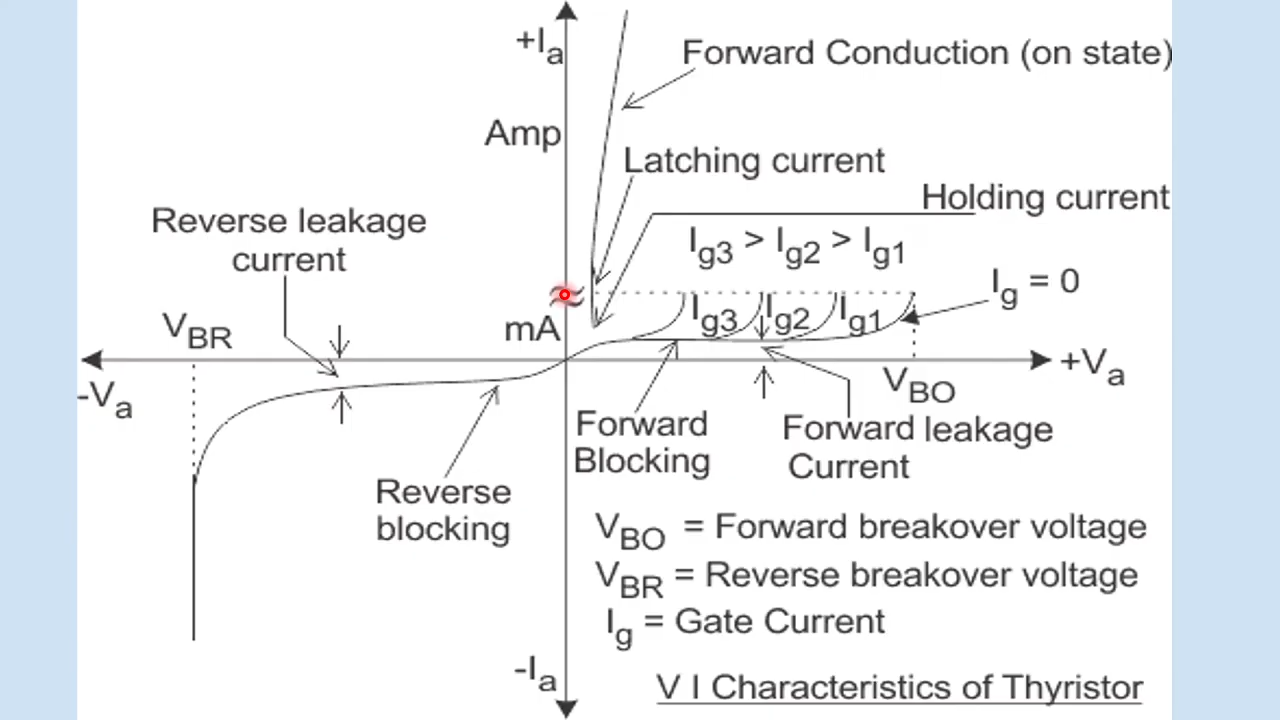 +Ia
Forward Conduction (on state)
Amp
Latching current
Holding current
Reverse leakage
current
Ig3 > Ig2 > Ig1
Ig = 0
VBR
mA
Ig3
Ig2
Ig1
-Va
+Va
VBO
Forward
Blocking
Forward leakage
Current
Reverse
blocking
VBO = Forward breakover voltage
VBR = Reverse breakover voltage
Ig = Gate Current
-Ia
V I Characteristics of Thyristor